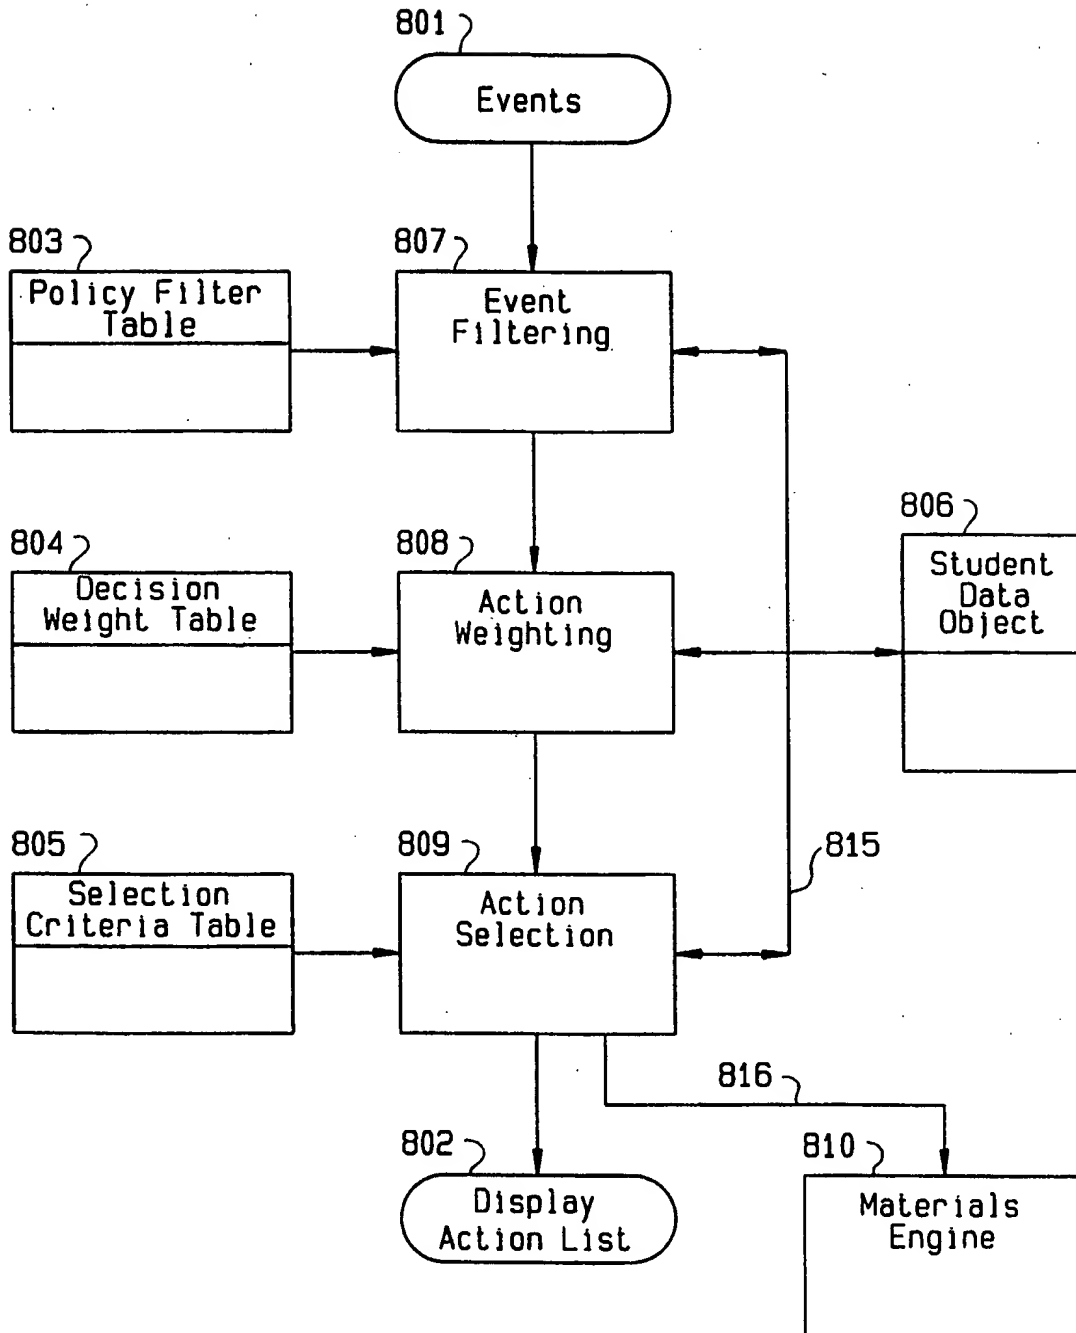 801
Events
803
Policy Filter
Table
807
Event
Filtering
804
Decision
Weight Table
808
Action
Weighting
806
Student
Data
Object
805
Selection
Criteria Table
809
Action
Selection
815
816
802
Display
Action List
810
Materials
Engine